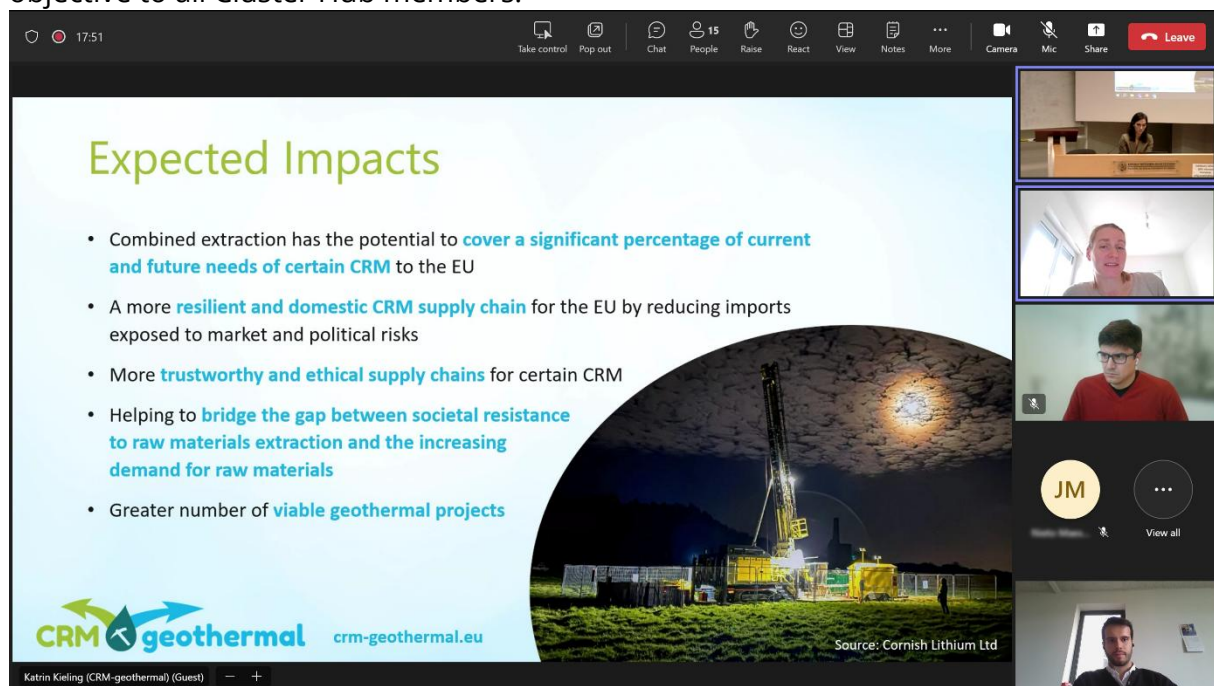 objective to all Cluster Hub members.
17:51
Take control
Pop out
Chat
15
People
Raise
React
View
Notes
More
Camera
Mic
Share
Leave
Expected Impacts
• Combined extraction has the potential to cover a significant percentage of current
and future needs of certain CRM to the EU
• A more resilient and domestic CRM supply chain for the EU by reducing imports
exposed to market and political risks
• More trustworthy and ethical supply chains for certain CRM
• Helping to bridge the gap between societal resistance
to raw materials extraction and the increasing
demand for raw materials
• Greater number of viable geothermal projects
CRM geothermal
crm-geothermal.eu
Source: Cornish Lithium Ltd
JM
View all
Katrin Kieling (CRM-geothermal) (Guest)